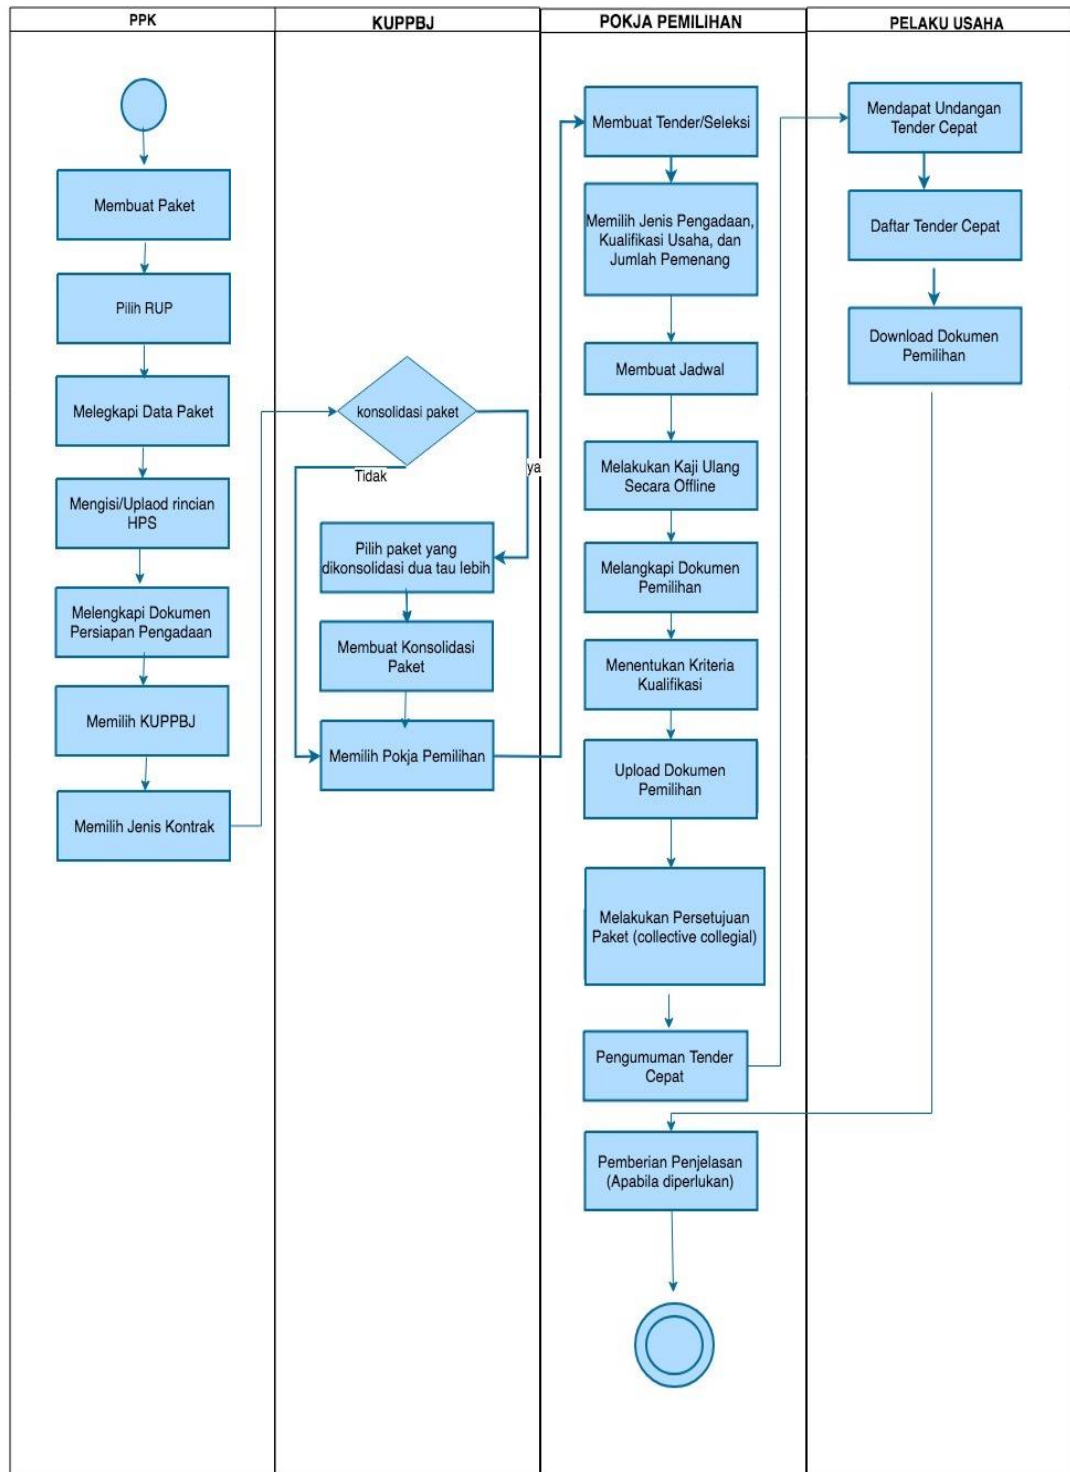 PPK
KUPPBJ
POKJA PEMILIHAN
PELAKU USAHA
Membuat Paket
Pilih RUP
Melegkapi Data Paket
Mengisi/Uplaod rincian
HPS
Melengkapi Dokumen
Persiapan Pengadaan
Memilih KUPPBJ
Memilih Jenis Kontrak
konsolidasi paket
Tidak
ya
Pilih paket yang
dikonsolidasi dua tau lebih
Membuat Konsolidasi
Paket
Memilih Pokja Pemilihan
Membuat Tender/Seleksi
Memilih Jenis Pengadaan,
Kualifikasi Usaha, dan
Jumlah Pemenang
Membuat Jadwal
Melakukan Kaji Ulang
Secara Offline
Melangkapi Dokumen
Pemilihan
Menentukan Kriteria
Kualifikasi
Upload Dokumen
Pemilihan
Melakukan Persetujuan
Paket (collective collegial)
Pengumuman Tender
Cepat
Pemberian Penjelasan
(Apabila diperlukan)
Mendapat Undangan
Tender Cepat
Daftar Tender Cepat
Download Dokumen
Pemilihan